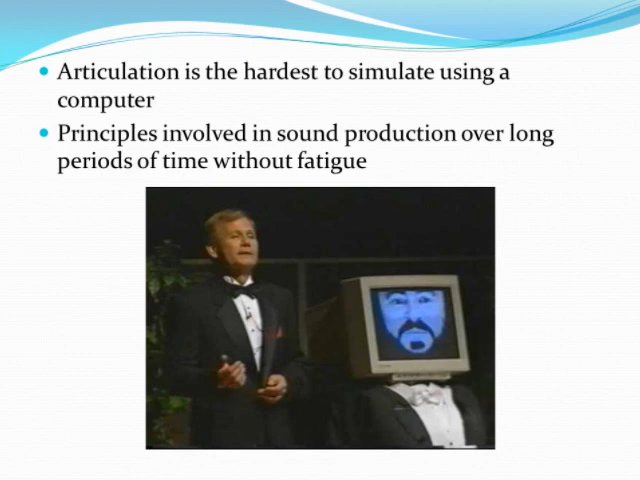 Articulation is the hardest to simulate using a
computer
Principles involved in sound production over long
periods of time without fatigue